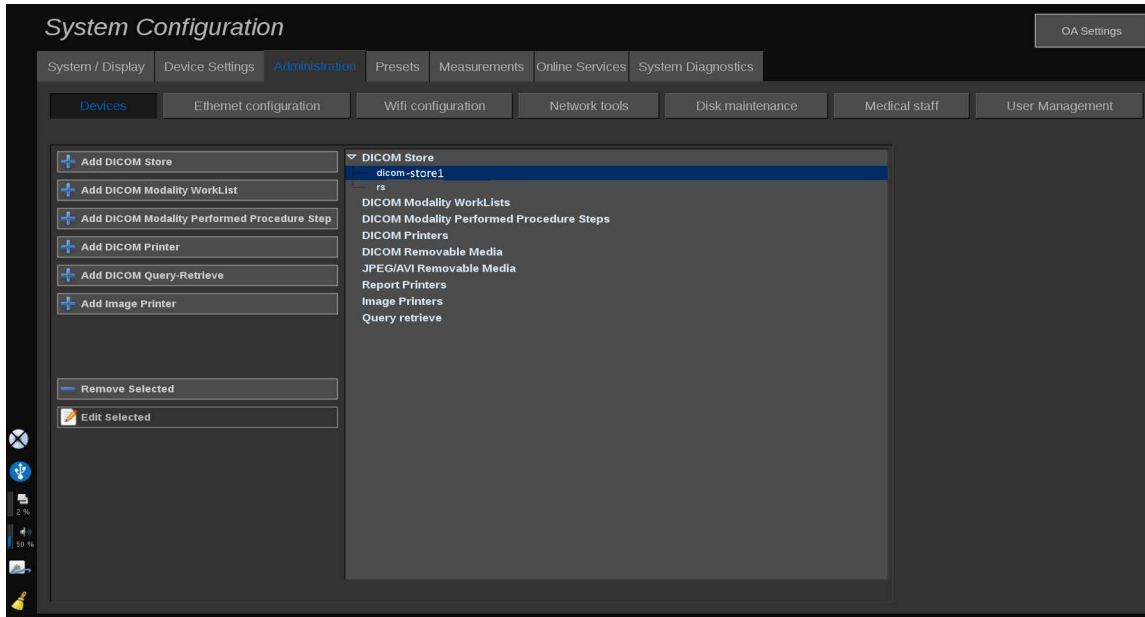 System Configuration
OA Settings
System / Display Device Settings Administration Presets Measurements Online Services System Diagnostics
Devices Ethernet configuration Wifi configuration Network tools Disk maintenance Medical staff User Management
Add DICOM Store
Add DICOM Modality WorkList
Add DICOM Modality Performed Procedure Step
Add DICOM Printer
Add DICOM Query-Retrieve
Add Image Printer
Remove Selected
Edit Selected
DICOM Store
dicom-store1
rs
DICOM Modality WorkLists
DICOM Modality Performed Procedure Steps
DICOM Printers
DICOM Removable Media
JPEG/AVI Removable Media
Report Printers
Image Printers
Query retrieve
2 %
50 %